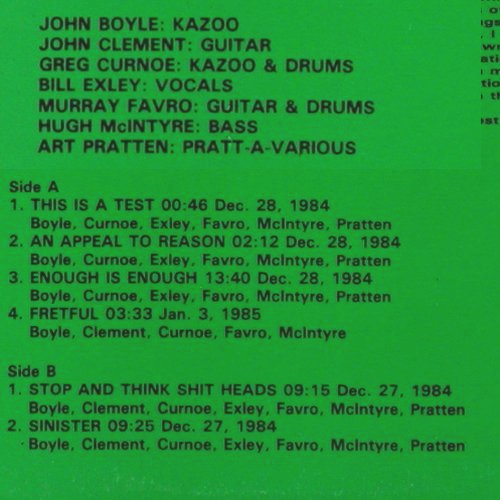 JOHN BOYLE: KAZOO
JOHN CLEMENT: GUITAR
GREG CURNOE: KAZOO & DRUMS
BILL EXLEY: VOCALS
MURRAY FAVRO: GUITAR & DRUMS
HUGH McINTYRE: BASS
ART PRATTEN: PRATT-A-VARIOUS
Side A
1. THIS IS A TEST 00:46 Dec. 28, 1984
Boyle, Curnoe, Exley, Favro, McIntyre, Pratten
2. AN APPEAL TO REASON 02:12 Dec. 28, 1984
Boyle, Curnoe, Exley, Favro, McIntyre, Pratten
3. ENOUGH IS ENOUGH 13:40 Dec. 28, 1984
Boyle, Curnoe, Exley, Favro, McIntyre, Pratten
4. FRETFUL 03:33 Jan. 3, 1985
Boyle, Clement, Curnoe, Favro, McIntyre
Side B
1. STOP AND THINK SHIT HEADS 09:15 Dec. 27, 1984
Boyle, Clement, Curnoe, Exley, Favro, McIntyre, Pratten
2. SINISTER 09:25 Dec. 27, 1984
Boyle, Clement, Curnoe, Exley, Favro, McIntyre, Pratten